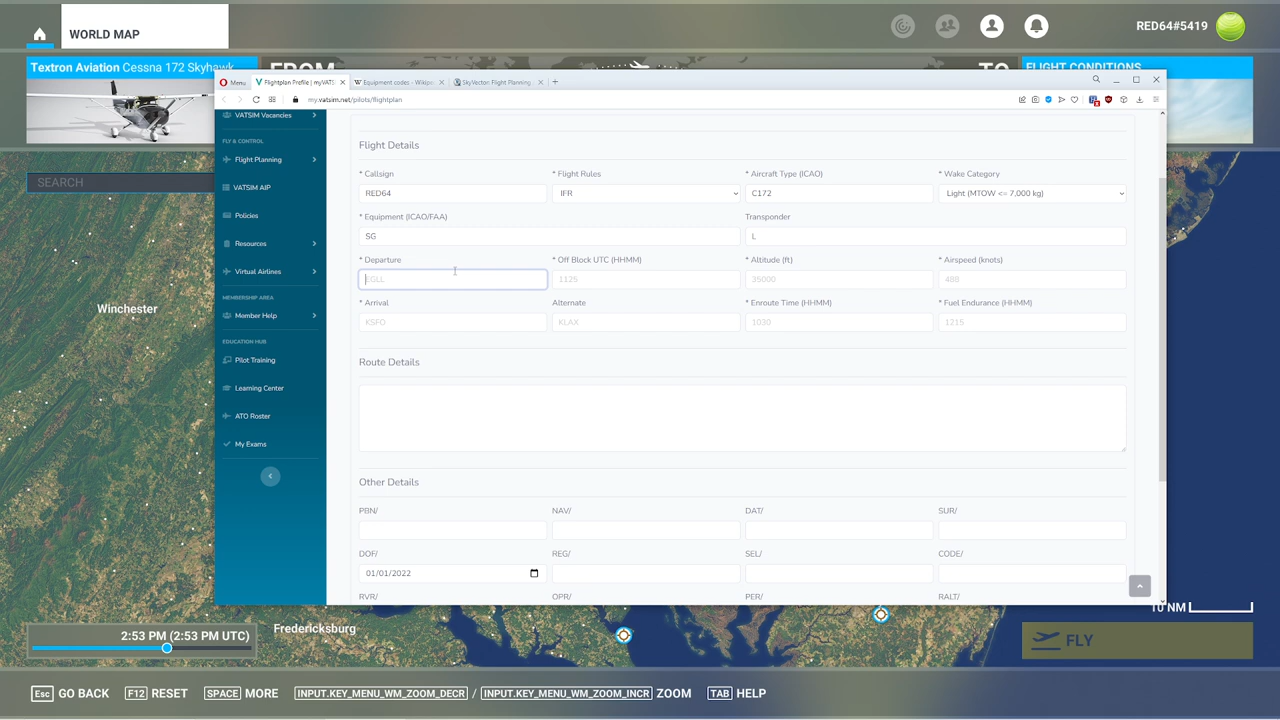 WORLD MAP
RED64#5419
Textron Aviation Cessna 172 Skyhawk
FROM
TO
FLIGHT CONDITIONS
Menu
Flightplan Profile | myVATS
Equipment codes - Wikip
SkyVector: Flight Planning
my.vatsim.net/pilots/flightplan
SEARCH
VATSIM Vacancies
FLY & CONTROL
Flight Planning
VATSIM AIP
Policies
Resources
Virtual Airlines
MEMBERSHIP AREA
Member Help
EDUCATION HUB
Pilot Training
Learning Center
ATO Roster
My Exams
Flight Details
* Callsign
* Flight Rules
* Aircraft Type (ICAO)
* Wake Category
RED64
IFR
C172
Light (MTOW <= 7,000 kg)
* Equipment (ICAO/FAA)
Transponder
SG
L
* Departure
* Off Block UTC (HHMM)
* Altitude (ft)
* Airspeed (knots)
EGLL
1125
35000
488
* Arrival
Alternate
* Enroute Time (HHMM)
* Fuel Endurance (HHMM)
KSFO
KLAX
1030
1215
Route Details
Other Details
PBN/
NAV/
DAT/
SUR/
DOF/
REG/
SEL/
CODE/
01/01/2022
RVR/
OPR/
PER/
RALT/
Winchester
Fredericksburg
10 NM
2:53 PM (2:53 PM UTC)
FLY
Esc GO BACK
F12 RESET
SPACE MORE
INPUT.KEY_MENU_WM_ZOOM_DECR / INPUT.KEY_MENU_WM_ZOOM_INCR ZOOM
TAB HELP